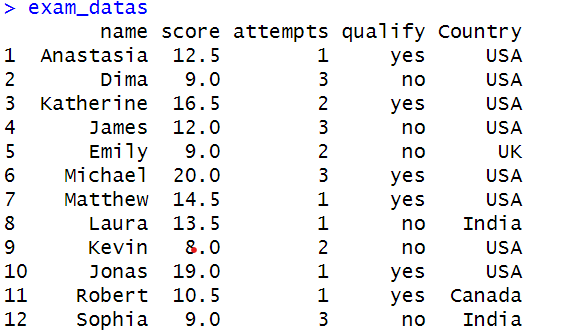 > exam_datas
name score attempts qualify Country
1 Anastasia 12.5 1 yes USA
2 Dima 9.0 3 no USA
3 Katherine 16.5 2 yes USA
4 James 12.0 3 no USA
5 Emily 9.0 2 no UK
6 Michael 20.0 3 yes USA
7 Matthew 14.5 1 yes USA
8 Laura 13.5 1 no India
9 Kevin 8.0 2 no USA
10 Jonas 19.0 1 yes USA
11 Robert 10.5 1 yes Canada
12 Sophia 9.0 3 no India